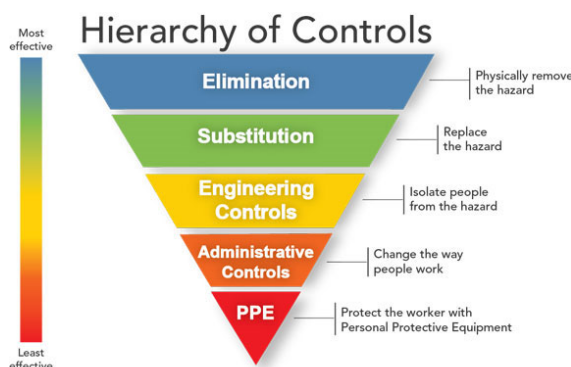 Hierarchy of Controls
Most
effective
Elimination
Physically remove
the hazard
Substitution
Replace
the hazard
Engineering
Controls
Isolate people
from the hazard
Administrative
Controls
Change the way
people work
PPE
Protect the worker with
Personal Protective Equipment
Least
effective